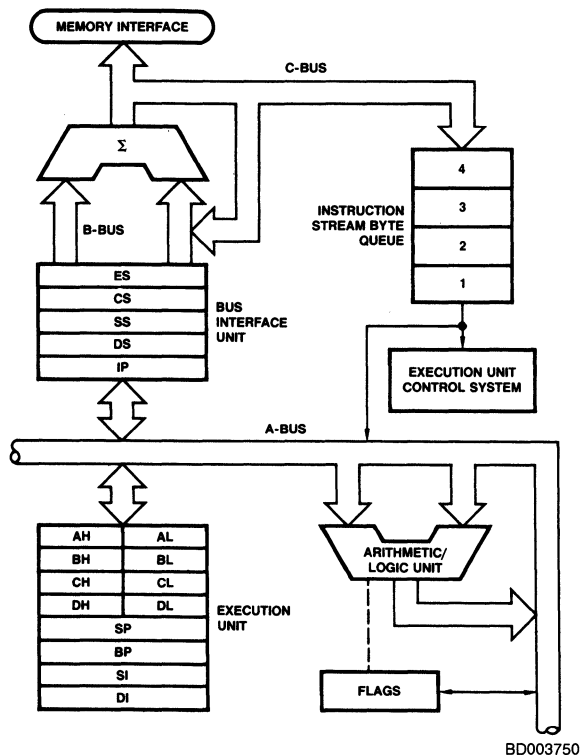 MEMORY INTERFACE
C-BUS
Σ
B-BUS
INSTRUCTION
STREAM BYTE
QUEUE
4
3
2
1
ES
CS
SS
DS
IP
BUS
INTERFACE
UNIT
EXECUTION UNIT
CONTROL SYSTEM
A-BUS
AH AL
BH BL
CH CL
DH DL
SP
BP
SI
DI
EXECUTION
UNIT
ARITHMETIC/
LOGIC UNIT
FLAGS
BD003750